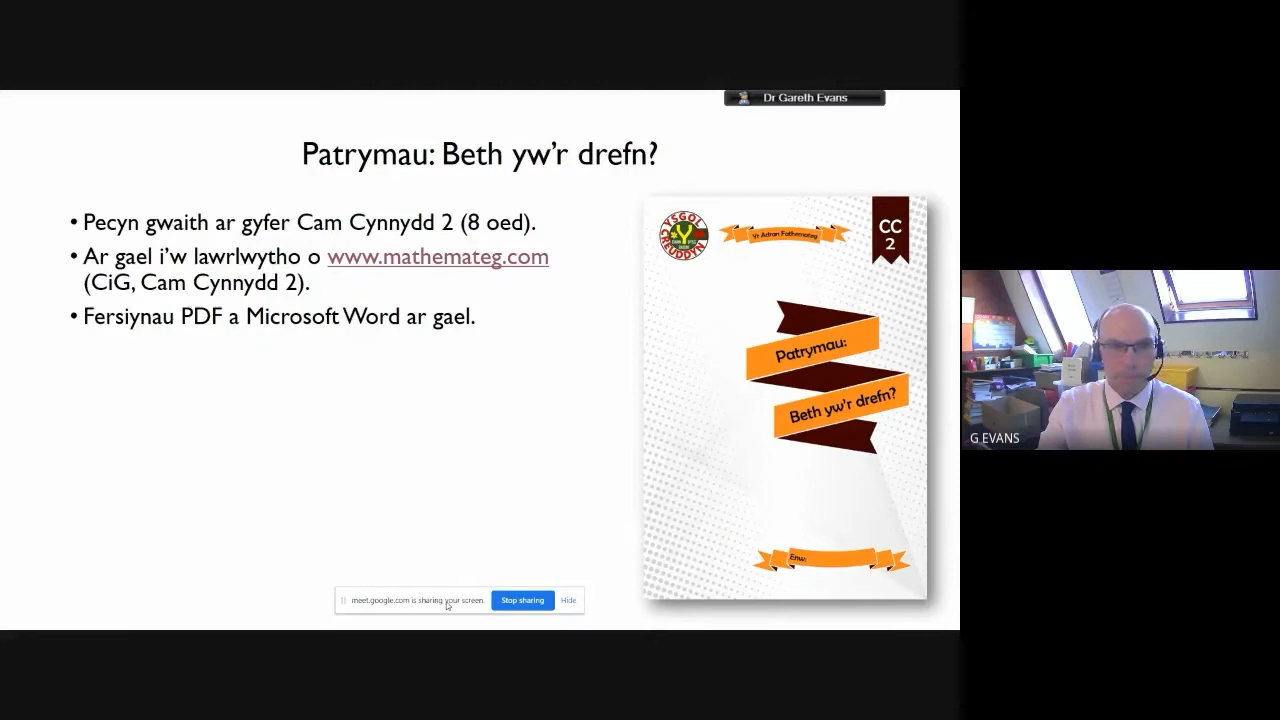 Dr Gareth Evans
Patrymau: Beth yw'r drefn?
• Pecyn gwaith ar gyfer Cam Cynnydd 2 (8 oed).
• Ar gael i'w lawrlwytho o www.mathemateg.com
(CiG, Cam Cynnydd 2).
• Fersiynau PDF a Microsoft Word ar gael.
YSGOL
CREUDDYN
Yr Adran Fathemateg
CC
2
Patrymau:
Beth yw'r drefn?
Enw:
G EVANS
meet.google.com is sharing your screen.
Stop sharing
Hide